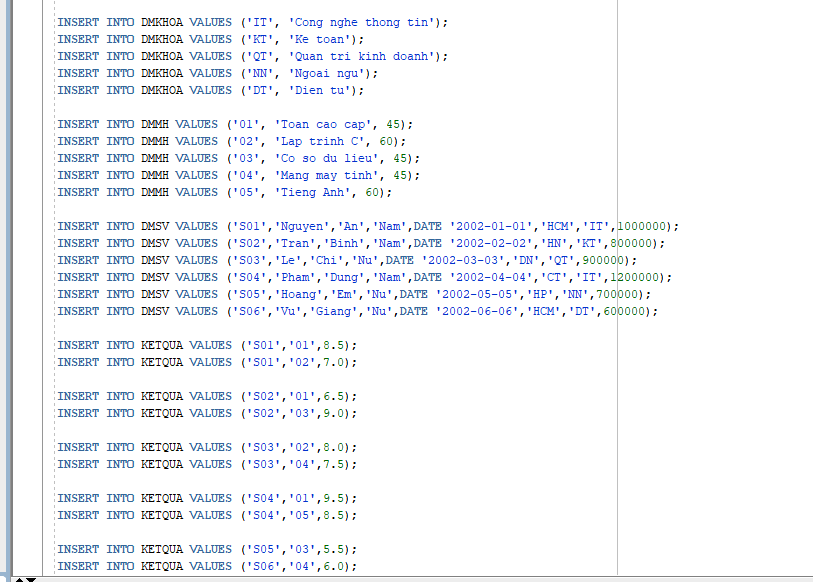 INSERT INTO DMKHOA VALUES ('IT', 'Cong nghe thong tin');
INSERT INTO DMKHOA VALUES ('KT', 'Ke toan');
INSERT INTO DMKHOA VALUES ('QT', 'Quan tri kinh doanh');
INSERT INTO DMKHOA VALUES ('NN', 'Ngoai ngu');
INSERT INTO DMKHOA VALUES ('DT', 'Dien tu');
INSERT INTO DMMH VALUES ('01', 'Toan cao cap', 45);
INSERT INTO DMMH VALUES ('02', 'Lap trinh C', 60);
INSERT INTO DMMH VALUES ('03', 'Co so du lieu', 45);
INSERT INTO DMMH VALUES ('04', 'Mang may tinh', 45);
INSERT INTO DMMH VALUES ('05', 'Tieng Anh', 60);
INSERT INTO DMSV VALUES ('S01','Nguyen','An','Nam',DATE '2002-01-01','HCM','IT',1000000);
INSERT INTO DMSV VALUES ('S02','Tran','Binh','Nam',DATE '2002-02-02','HN','KT',800000);
INSERT INTO DMSV VALUES ('S03','Le','Chi','Nu',DATE '2002-03-03','DN','QT',900000);
INSERT INTO DMSV VALUES ('S04','Pham','Dung','Nam',DATE '2002-04-04','CT','IT',1200000);
INSERT INTO DMSV VALUES ('S05','Hoang','Em','Nu',DATE '2002-05-05','HP','NN',700000);
INSERT INTO DMSV VALUES ('S06','Vu','Giang','Nu',DATE '2002-06-06','HCM','DT',600000);
INSERT INTO KETQUA VALUES ('S01','01',8.5);
INSERT INTO KETQUA VALUES ('S01','02',7.0);
INSERT INTO KETQUA VALUES ('S02','01',6.5);
INSERT INTO KETQUA VALUES ('S02','03',9.0);
INSERT INTO KETQUA VALUES ('S03','02',8.0);
INSERT INTO KETQUA VALUES ('S03','04',7.5);
INSERT INTO KETQUA VALUES ('S04','01',9.5);
INSERT INTO KETQUA VALUES ('S04','05',8.5);
INSERT INTO KETQUA VALUES ('S05','03',5.5);
INSERT INTO KETQUA VALUES ('S06','04',6.0);